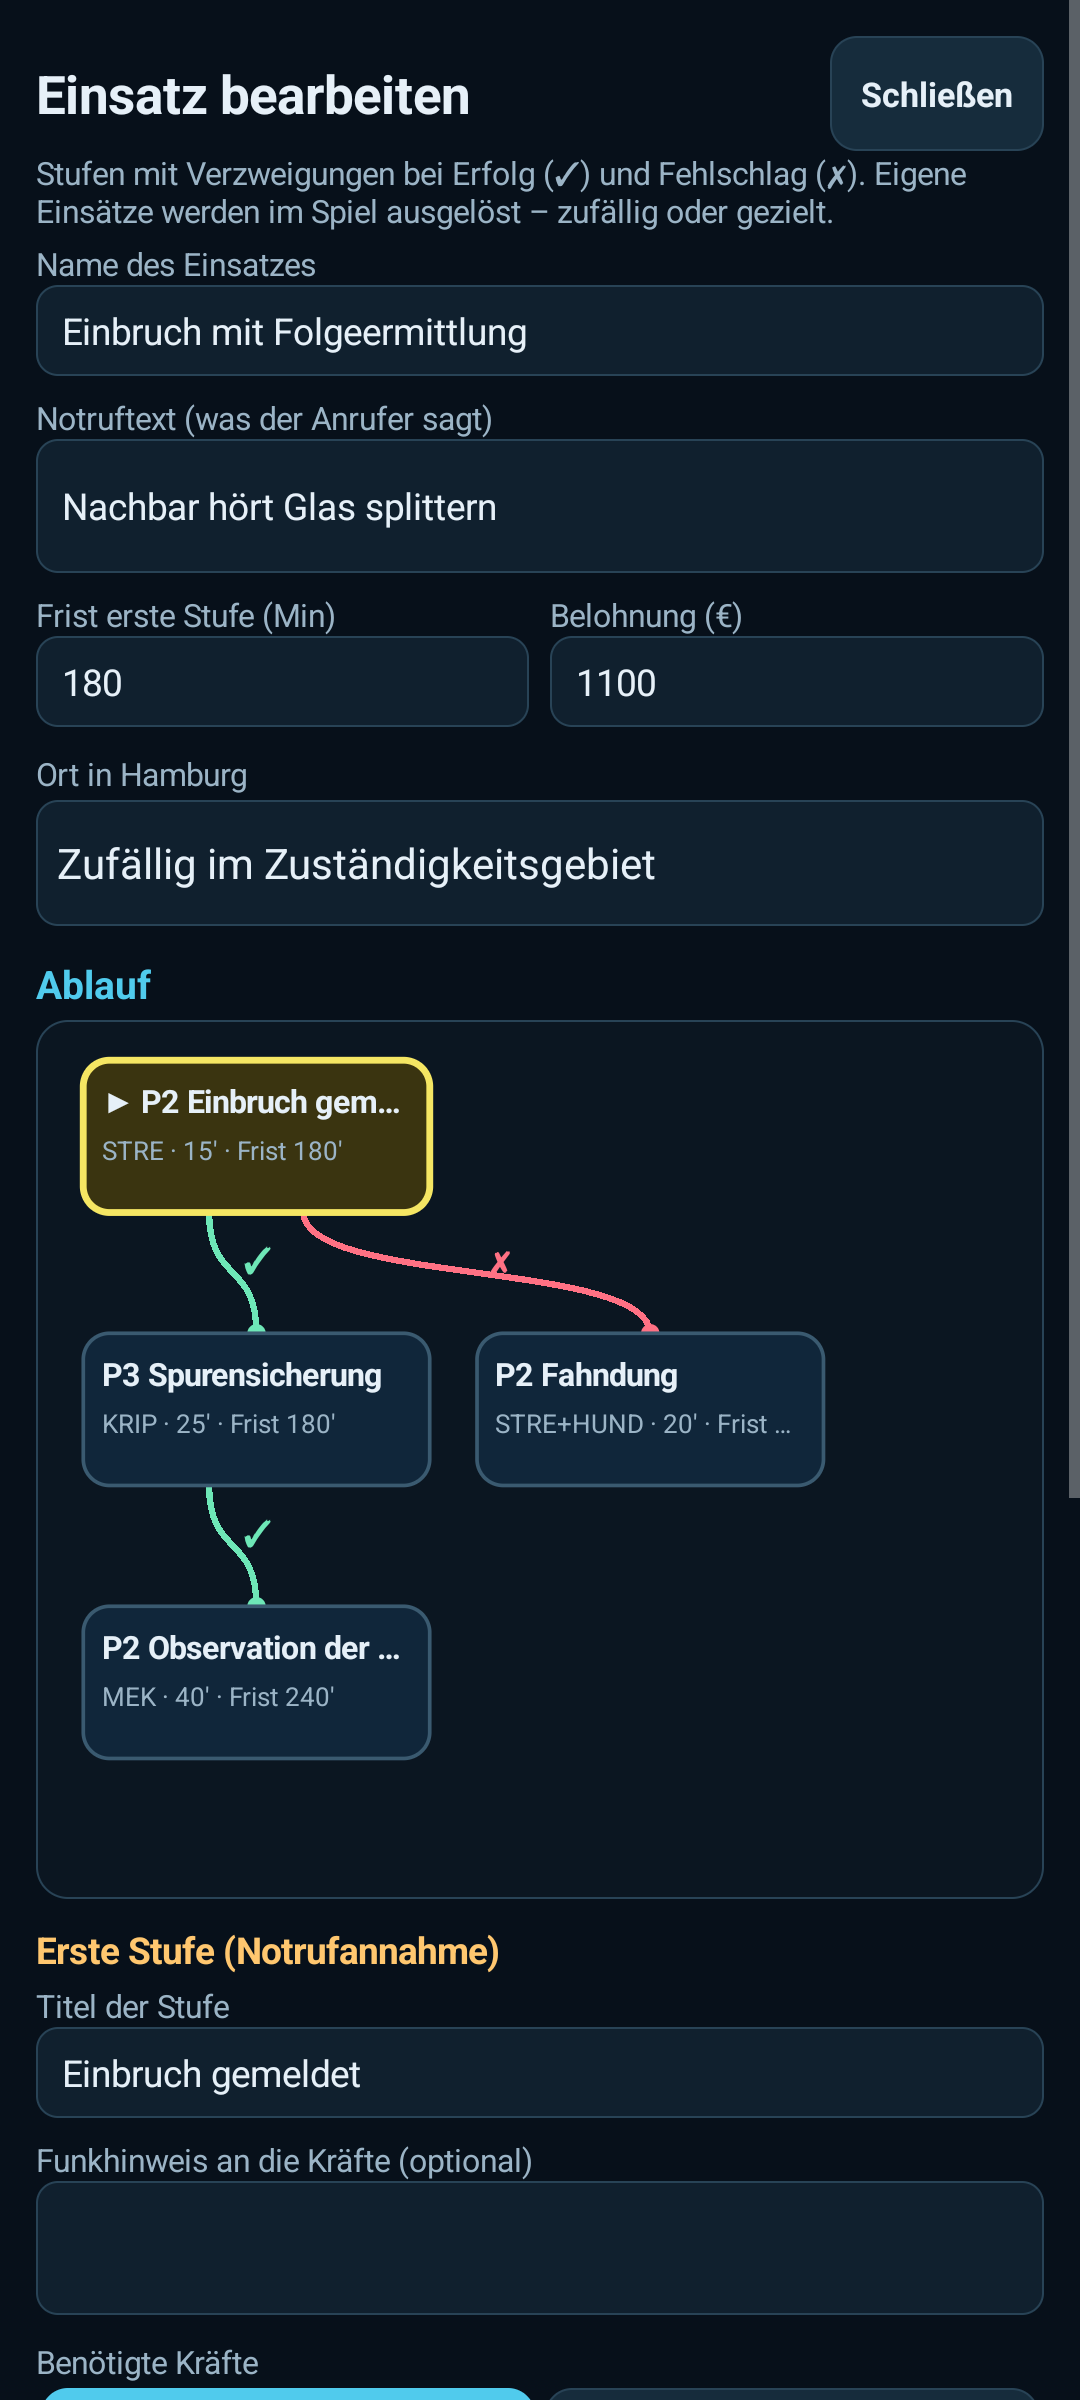 Einsatz bearbeiten
Schließen
Stufen mit Verzweigungen bei Erfolg (✓) und Fehlschlag (✗). Eigene
Einsätze werden im Spiel ausgelöst – zufällig oder gezielt.
Name des Einsatzes
Einbruch mit Folgeermittlung
Notruftext (was der Anrufer sagt)
Nachbar hört Glas splittern
Frist erste Stufe (Min)
Belohnung (€)
180
1100
Ort in Hamburg
Zufällig im Zuständigkeitsgebiet
Ablauf
► P2 Einbruch gem…
STRE · 15' · Frist 180'
✓
✗
P3 Spurensicherung
KRIP · 25' · Frist 180'
P2 Fahndung
STRE+HUND · 20' · Frist …
✓
P2 Observation der …
MEK · 40' · Frist 240'
Erste Stufe (Notrufannahme)
Titel der Stufe
Einbruch gemeldet
Funkhinweis an die Kräfte (optional)
Benötigte Kräfte